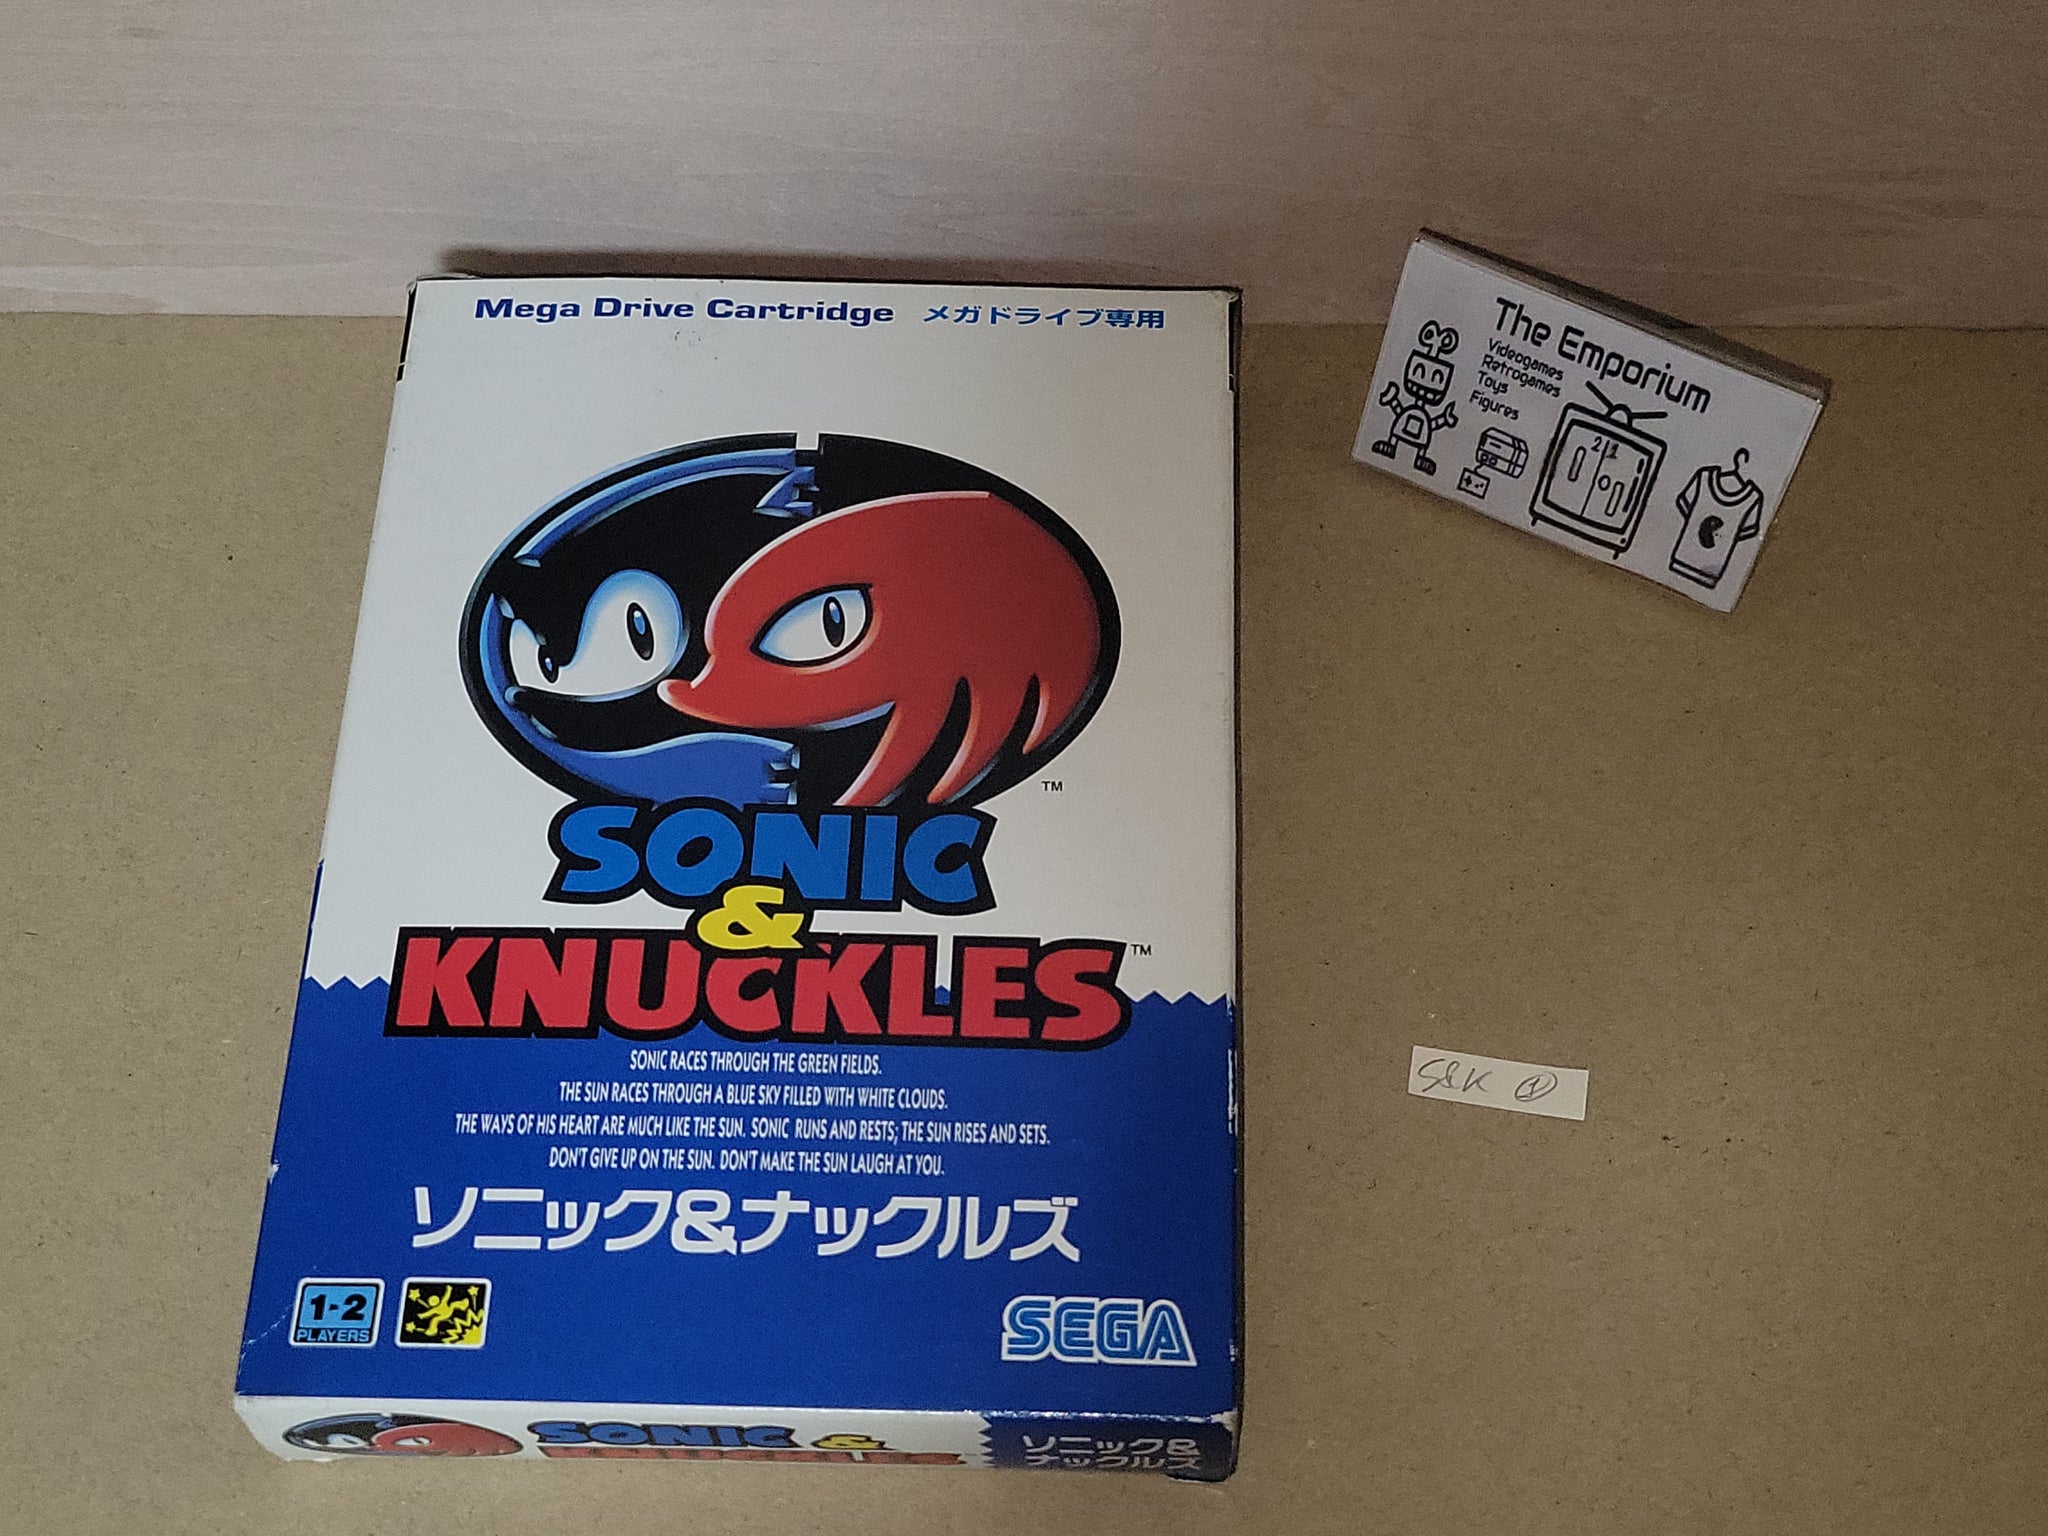 Mega Drive Cartridge メガドライブ専用
TM
SONIC
&
KNUCKLES TM
SONIC RACES THROUGH THE GREEN FIELDS.
THE SUN RACES THROUGH A BLUE SKY FILLED WITH WHITE CLOUDS.
THE WAYS OF HIS HEART ARE MUCH LIKE THE SUN. SONIC RUNS AND RESTS; THE SUN RISES AND SETS.
DON'T GIVE UP ON THE SUN. DON'T MAKE THE SUN LAUGH AT YOU.
ソニック&ナックルズ
1-2
PLAYERS
SEGA
SONIC &
KNUCKLES
ソニック&
ナックルズ
The Emporium
Videogames
Retrogames
Toys
Figures
2 1
S&K ①